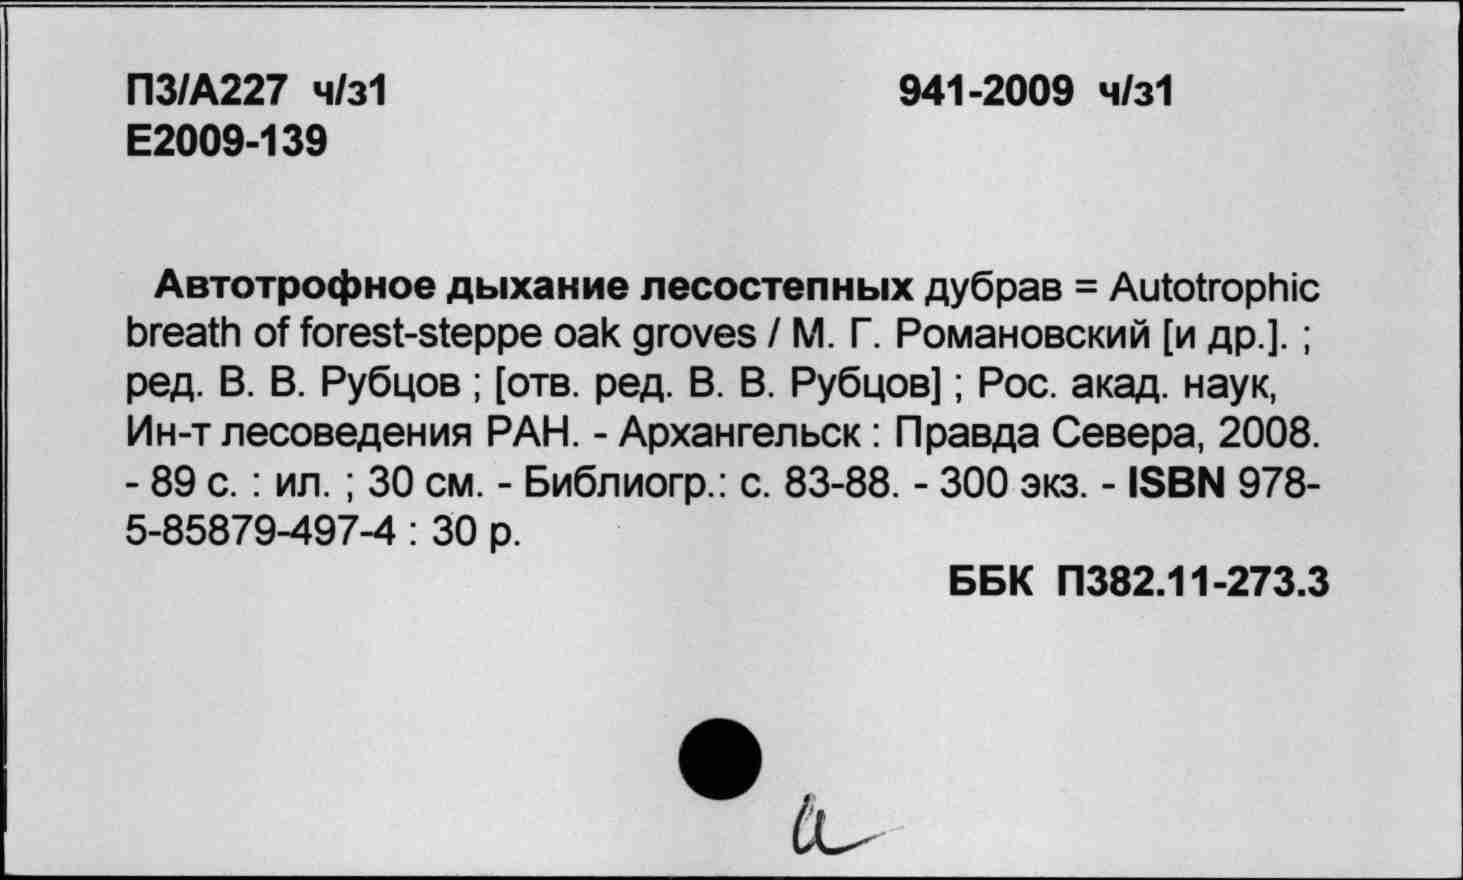 П3/А227 ч/з1 941-2009 ч/з1
Е2009-139
Автотрофное дыхание лесостепных дубрав = Autotrophic
breath of forest-steppe oak groves / М. Г. Романовский [и др.]. ;
ред. В. В. Рубцов ; [отв. ред. В. В. Рубцов] ; Рос. акад. наук,
Ин-т лесоведения РАН. - Архангельск : Правда Севера, 2008.
- 89 с. : ил. ; 30 см. - Библиогр.: с. 83-88. - 300 экз. - ISBN 978-
5-85879-497-4 : 30 р.
ББК П382.11-273.3